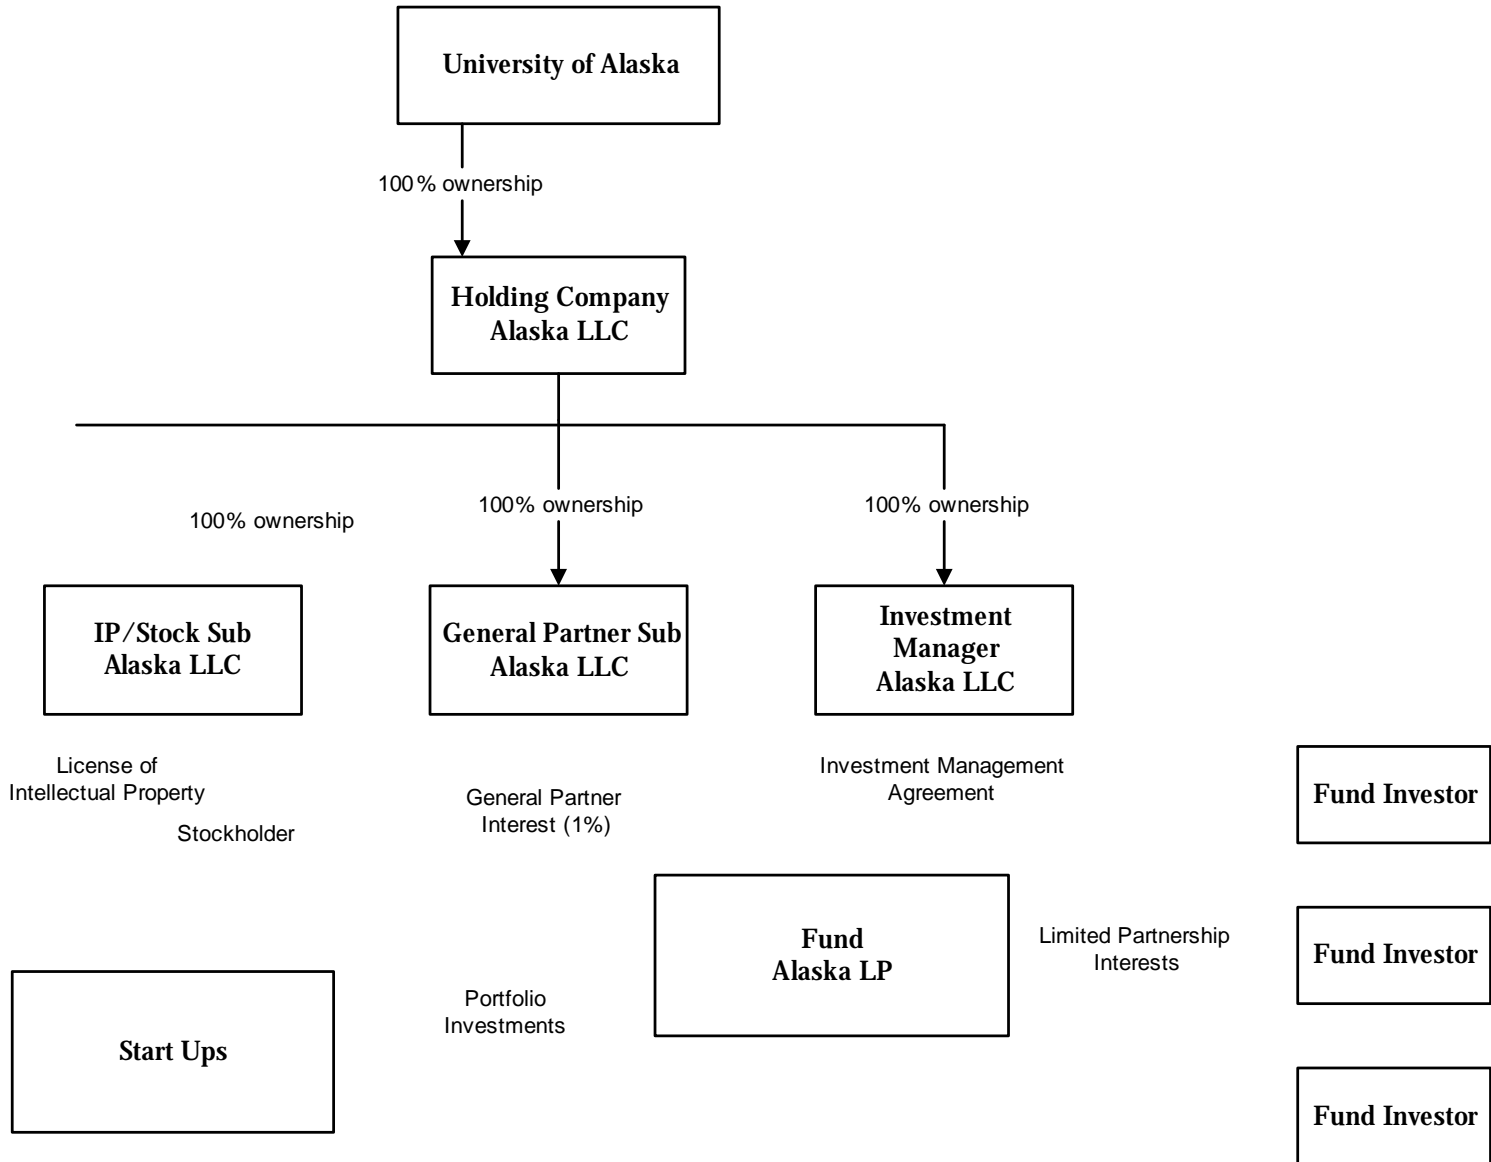 University of Alaska
100% ownership
Holding Company
Alaska LLC
100% ownership
100% ownership
100% ownership
IP/Stock Sub
Alaska LLC
General Partner Sub
Alaska LLC
Investment
Manager
Alaska LLC
License of
Intellectual Property
Stockholder
General Partner
Interest (1%)
Investment Management
Agreement
Fund Investor
Fund
Alaska LP
Limited Partnership
Interests
Fund Investor
Portfolio
Investments
Start Ups
Fund Investor